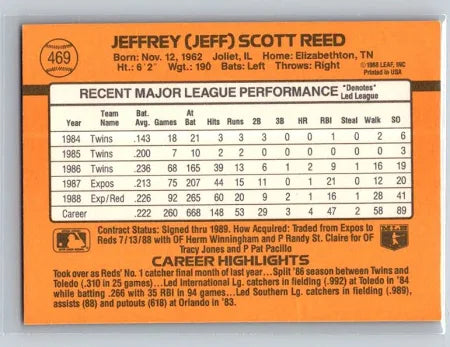 469
JEFFREY (JEFF) SCOTT REED
Born: Nov. 12, 1962 Joliet, IL Home: Elizabethton, TN
Ht.: 6'2" Wgt.: 190 Bats: Left Throws: Right
©1988 LEAF, INC
Printed in USA
RECENT MAJOR LEAGUE PERFORMANCE
*Denotes Led League
Year Team Name Bat. Avg. Games At Bat Hits Runs 2B 3B HR RBI Steal Walk SO
1984 Twins .143 18 21 3 3 3 0 0 1 0 2 6
1985 Twins .200 7 10 2 2 0 0 0 0 0 0 3
1986 Twins .236 68 165 39 13 6 1 2 9 1 16 19
1987 Expos .213 75 207 44 15 11 0 1 21 0 12 20
1988 Exp/Red .226 92 265 60 20 9 2 1 16 1 28 41
Career .222 260 668 148 53 29 3 4 47 2 58 89
Contract Status: Signed thru 1989. How Acquired: Traded from Expos to
Reds 7/13/88 with OF Herm Winningham and P Randy St. Claire for OF
Tracy Jones and P Pat Pacillo
MLB
CAREER HIGHLIGHTS
Took over as Reds' No. 1 catcher final month of last year...Split '86 season between Twins and
Toledo (.310 in 25 games)...Led International Lg. catchers in fielding (.992) at Toledo in '84
while batting .266 with 35 RBI in 94 games...Led Southern Lg. catchers in fielding (.989),
assists (88) and putouts (618) at Orlando in '83.